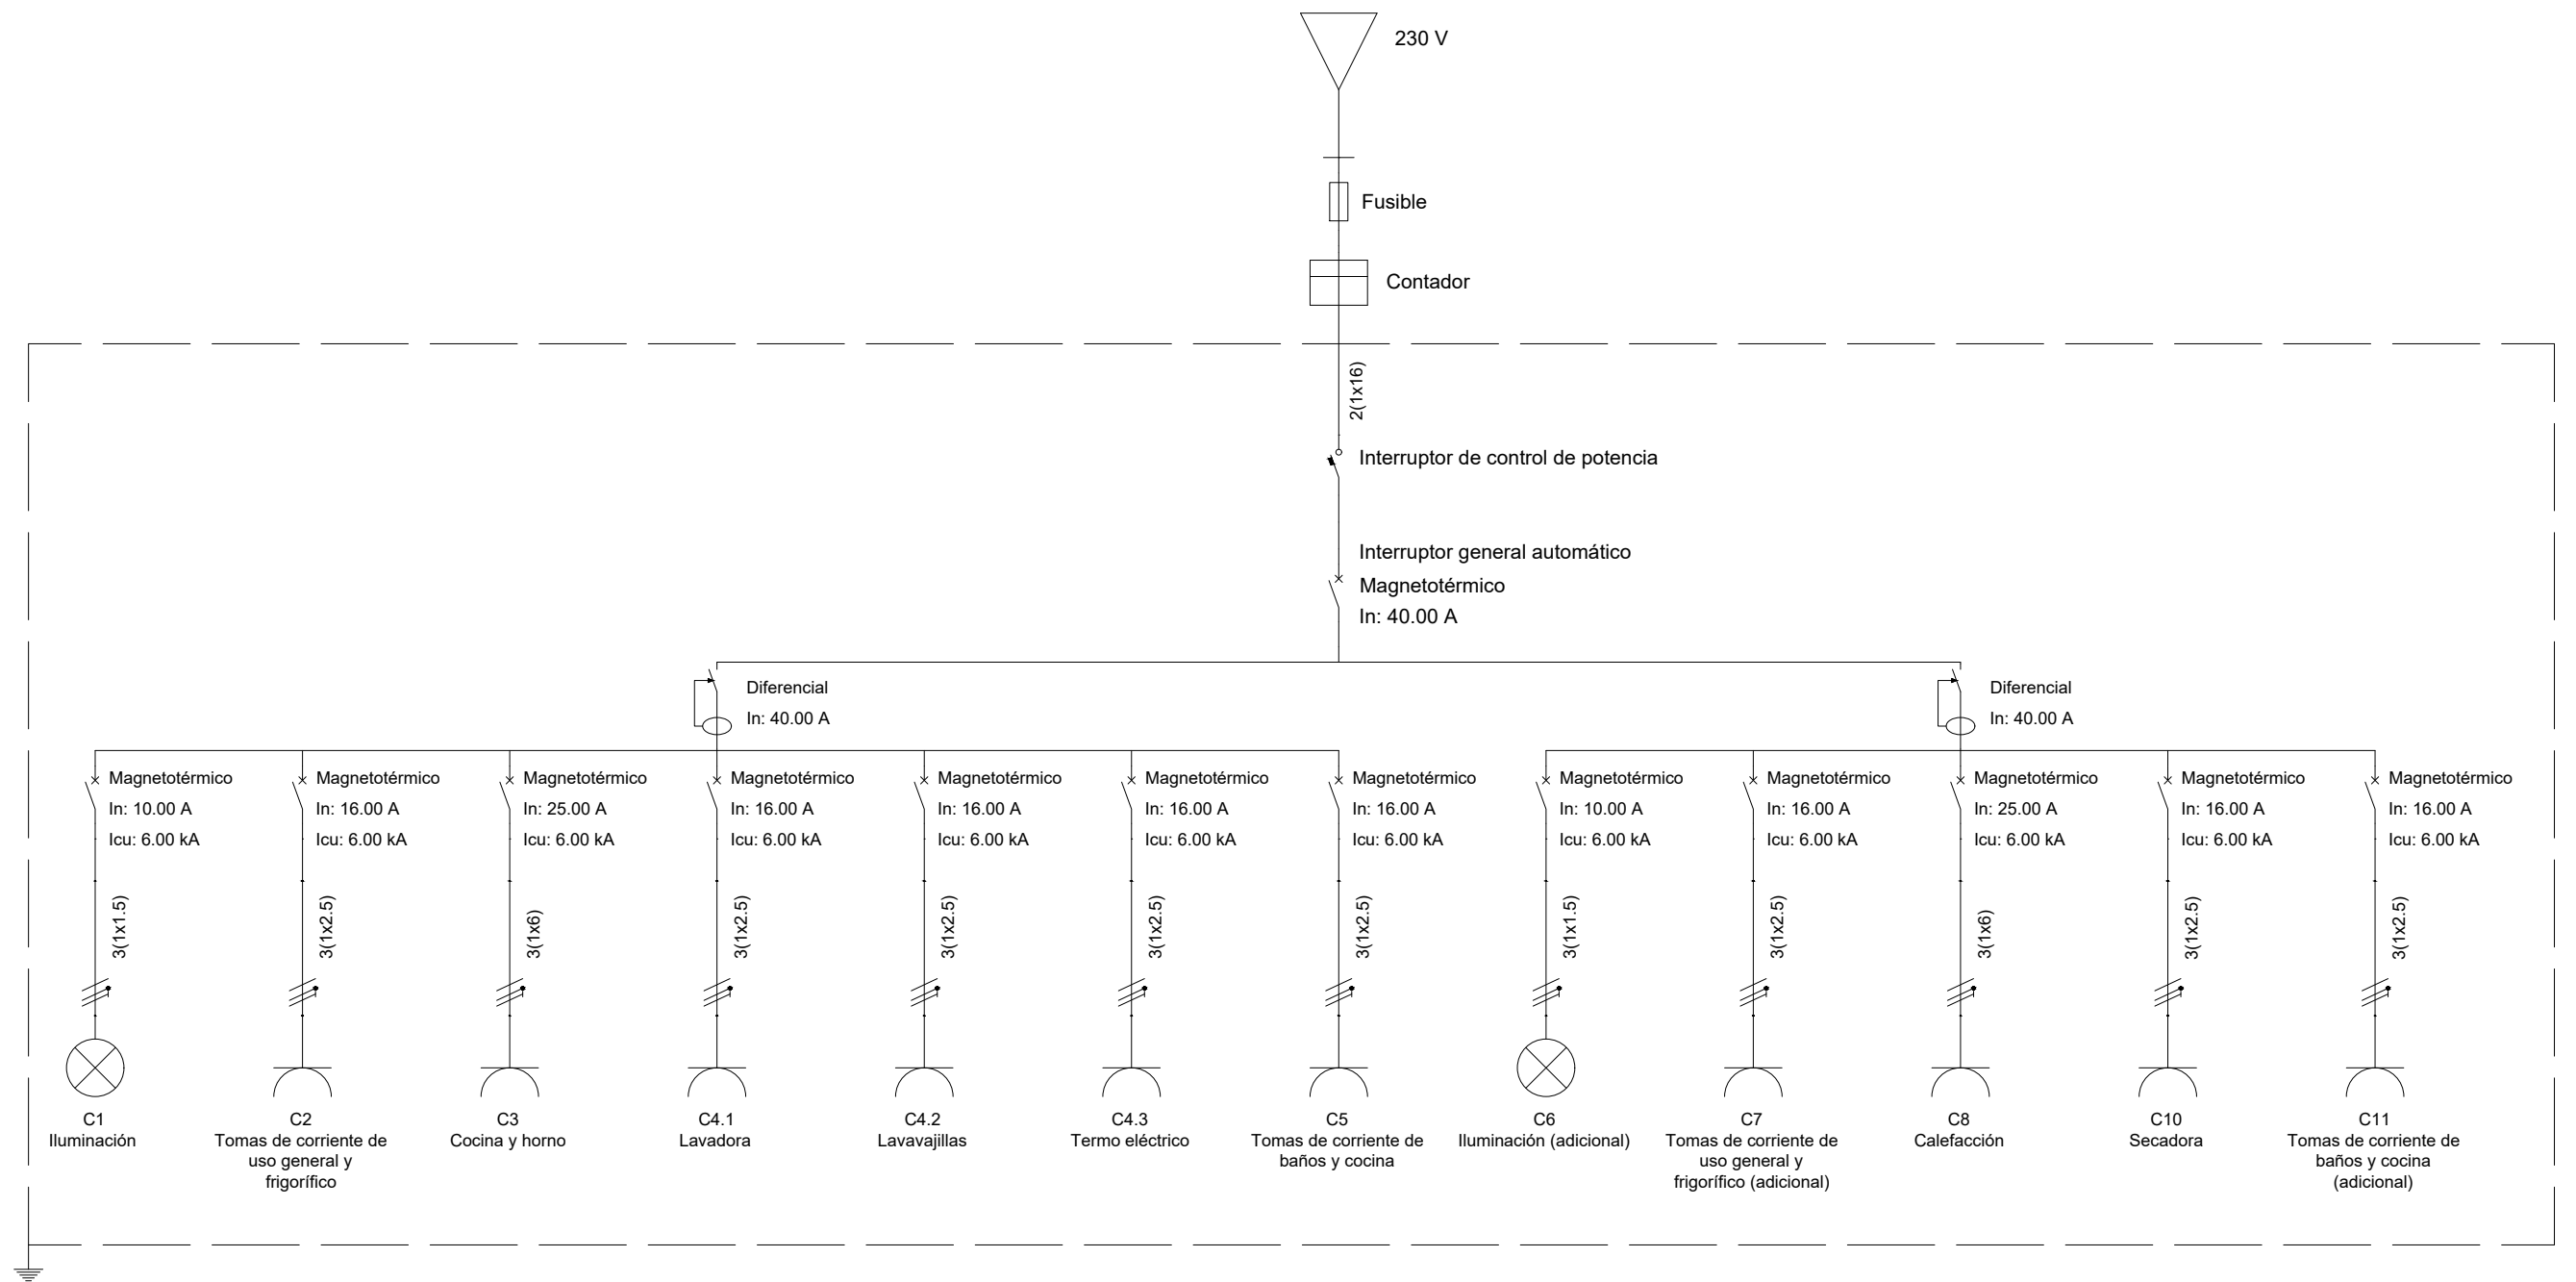 230 V
Fusible
Contador
2(1x16)
Interruptor de control de potencia
Interruptor general automático
Magnetotérmico
In: 40.00 A
Diferencial
In: 40.00 A
Diferencial
In: 40.00 A
Magnetotérmico
In: 10.00 A
Icu: 6.00 kA
3(1x1.5)
C1
Iluminación
Magnetotérmico
In: 16.00 A
Icu: 6.00 kA
3(1x2.5)
C2
Tomas de corriente de
uso general y
frigorífico
Magnetotérmico
In: 25.00 A
Icu: 6.00 kA
3(1x6)
C3
Cocina y horno
Magnetotérmico
In: 16.00 A
Icu: 6.00 kA
3(1x2.5)
C4.1
Lavadora
Magnetotérmico
In: 16.00 A
Icu: 6.00 kA
3(1x2.5)
C4.2
Lavavajillas
Magnetotérmico
In: 16.00 A
Icu: 6.00 kA
3(1x2.5)
C4.3
Termo eléctrico
Magnetotérmico
In: 16.00 A
Icu: 6.00 kA
3(1x2.5)
C5
Tomas de corriente de
baños y cocina
Magnetotérmico
In: 10.00 A
Icu: 6.00 kA
3(1x1.5)
C6
Iluminación (adicional)
Magnetotérmico
In: 16.00 A
Icu: 6.00 kA
3(1x2.5)
C7
Tomas de corriente de
uso general y
frigorífico (adicional)
Magnetotérmico
In: 25.00 A
Icu: 6.00 kA
3(1x6)
C8
Calefacción
Magnetotérmico
In: 16.00 A
Icu: 6.00 kA
3(1x2.5)
C10
Secadora
Magnetotérmico
In: 16.00 A
Icu: 6.00 kA
3(1x2.5)
C11
Tomas de corriente de
baños y cocina
(adicional)